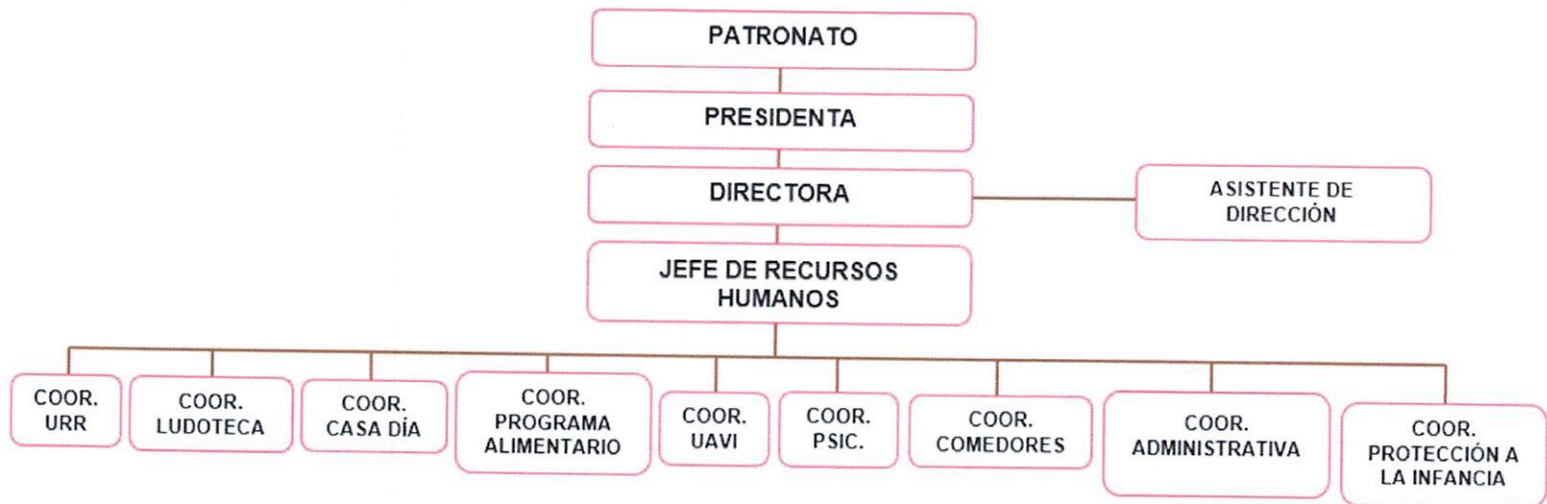 PATRONATO
PRESIDENTA
DIRECTORA
ASISTENTE DE
DIRECCIÓN
JEFE DE RECURSOS
HUMANOS
COOR.
URR
COOR.
LUDOTECA
COOR.
CASA DÍA
COOR.
PROGRAMA
ALIMENTARIO
COOR.
UAVI
COOR.
PSIC.
COOR.
COMEDORES
COOR.
ADMINISTRATIVA
COOR.
PROTECCIÓN A
LA INFANCIA